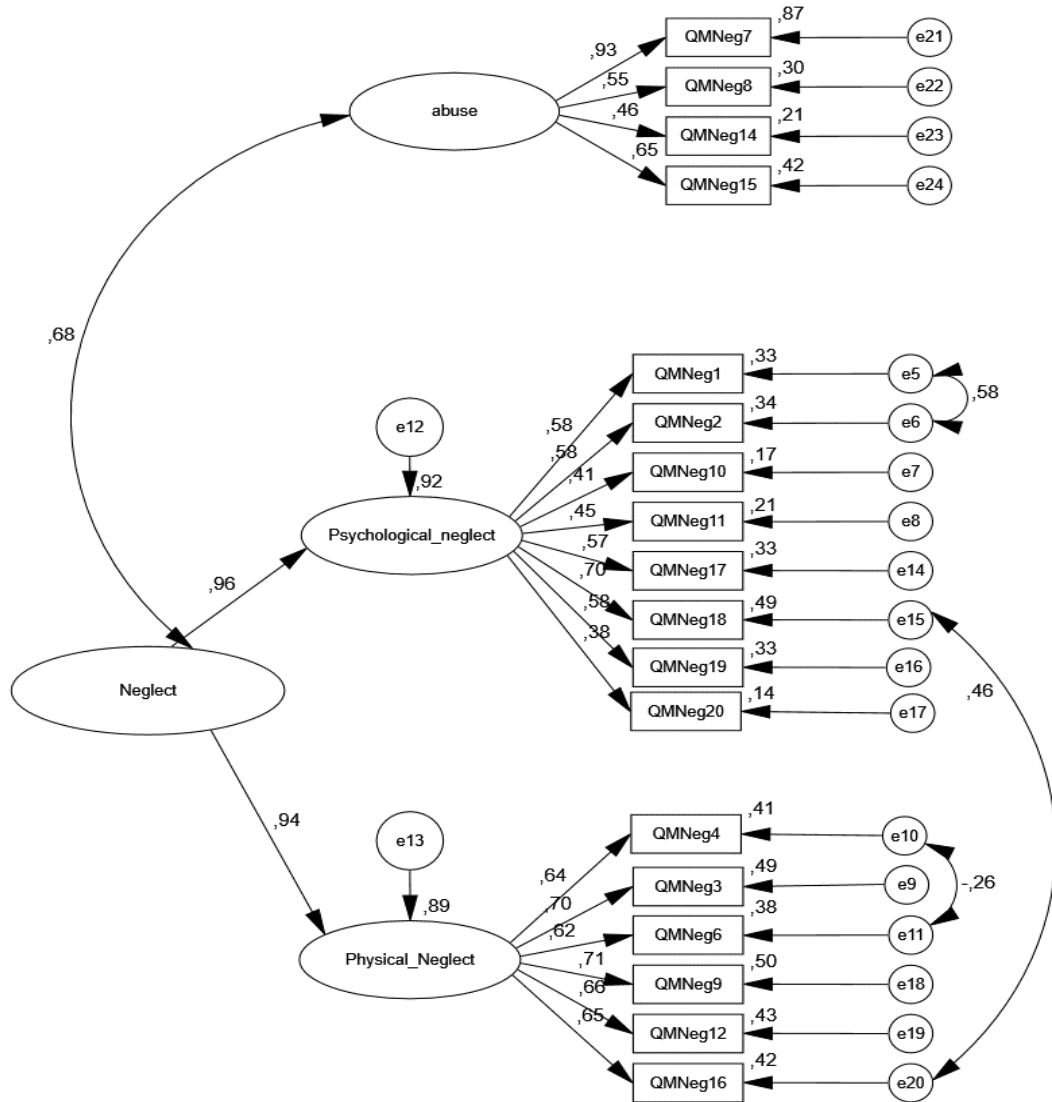 ,87
QMNeg7
e21
,93
,30
QMNeg8
e22
,55
abuse
,46
,21
QMNeg14
e23
,65
,42
QMNeg15
e24
,68
,33
QMNeg1
e5
,58
,34
QMNeg2
e6
,58
e12
,58
,17
QMNeg10
e7
,41
,92
,21
QMNeg11
e8
,45
Psychological_neglect
,57
,33
QMNeg17
e14
,70
,49
QMNeg18
e15
,58
,33
QMNeg19
e16
,38
,14
QMNeg20
e17
,96
,46
Neglect
,94
,41
QMNeg4
e10
e13
,64
,49
QMNeg3
e9
-,26
,70
,38
QMNeg6
e11
,89
,62
Physical_Neglect
,71
,50
QMNeg9
e18
,66
,43
QMNeg12
e19
,65
,42
QMNeg16
e20